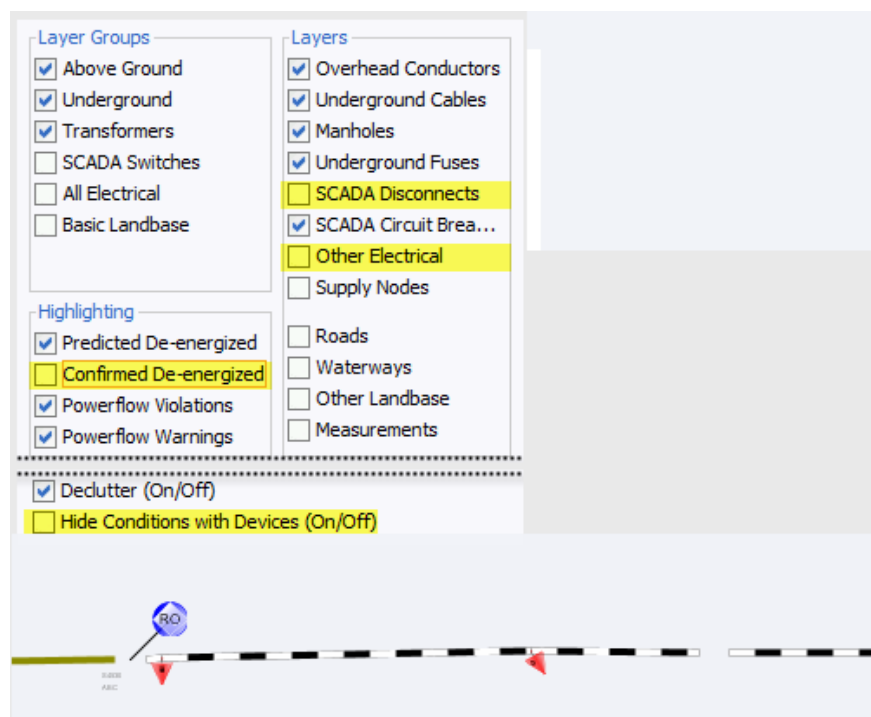 Layer Groups
Above Ground
Underground
Transformers
SCADA Switches
All Electrical
Basic Landbase
Highlighting
Predicted De-energized
Confirmed De-energized
Powerflow Violations
Powerflow Warnings
Layers
Overhead Conductors
Underground Cables
Manholes
Underground Fuses
SCADA Disconnects
SCADA Circuit Brea...
Other Electrical
Supply Nodes
Roads
Waterways
Other Landbase
Measurements
Declutter (On/Off)
Hide Conditions with Devices (On/Off)
RO